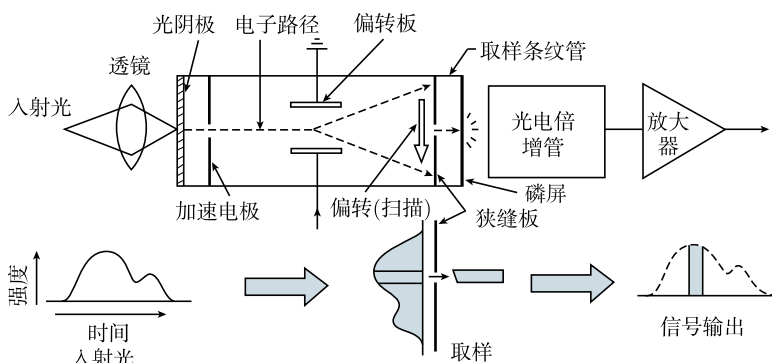 光阴极
电子路径
偏转板
取样条纹管
透镜
入射光
光电倍
增管
放大
器
加速电极
偏转(扫描)
磷屏
狭缝板
强度
时间
入射光
取样
信号输出